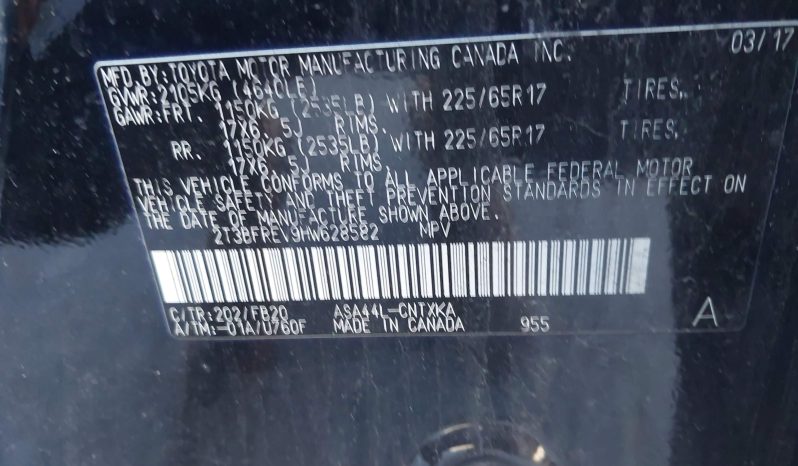 MFD.BY:TOYOTA MOTOR MANUFACTURING CANADA INC. 03/17
GVWR:2105KG (4640LB)
GAWR:FRT. 1150KG (2535LB) WITH 225/65R17 TIRES,
17X6.5J RIMS,
RR. 1150KG (2535LB) WITH 225/65R17 TIRES,
17X6.5J RIMS
THIS VEHICLE CONFORMS TO ALL APPLICABLE FEDERAL MOTOR
VEHICLE SAFETY AND THEFT PREVENTION STANDARDS IN EFFECT ON
THE DATE OF MANUFACTURE SHOWN ABOVE.
2T3BFREV9HW628582 MPV
C/TR:202/FB20 ASA44L-CNTXKA
A/TM:-01A/U760F MADE IN CANADA 955 A